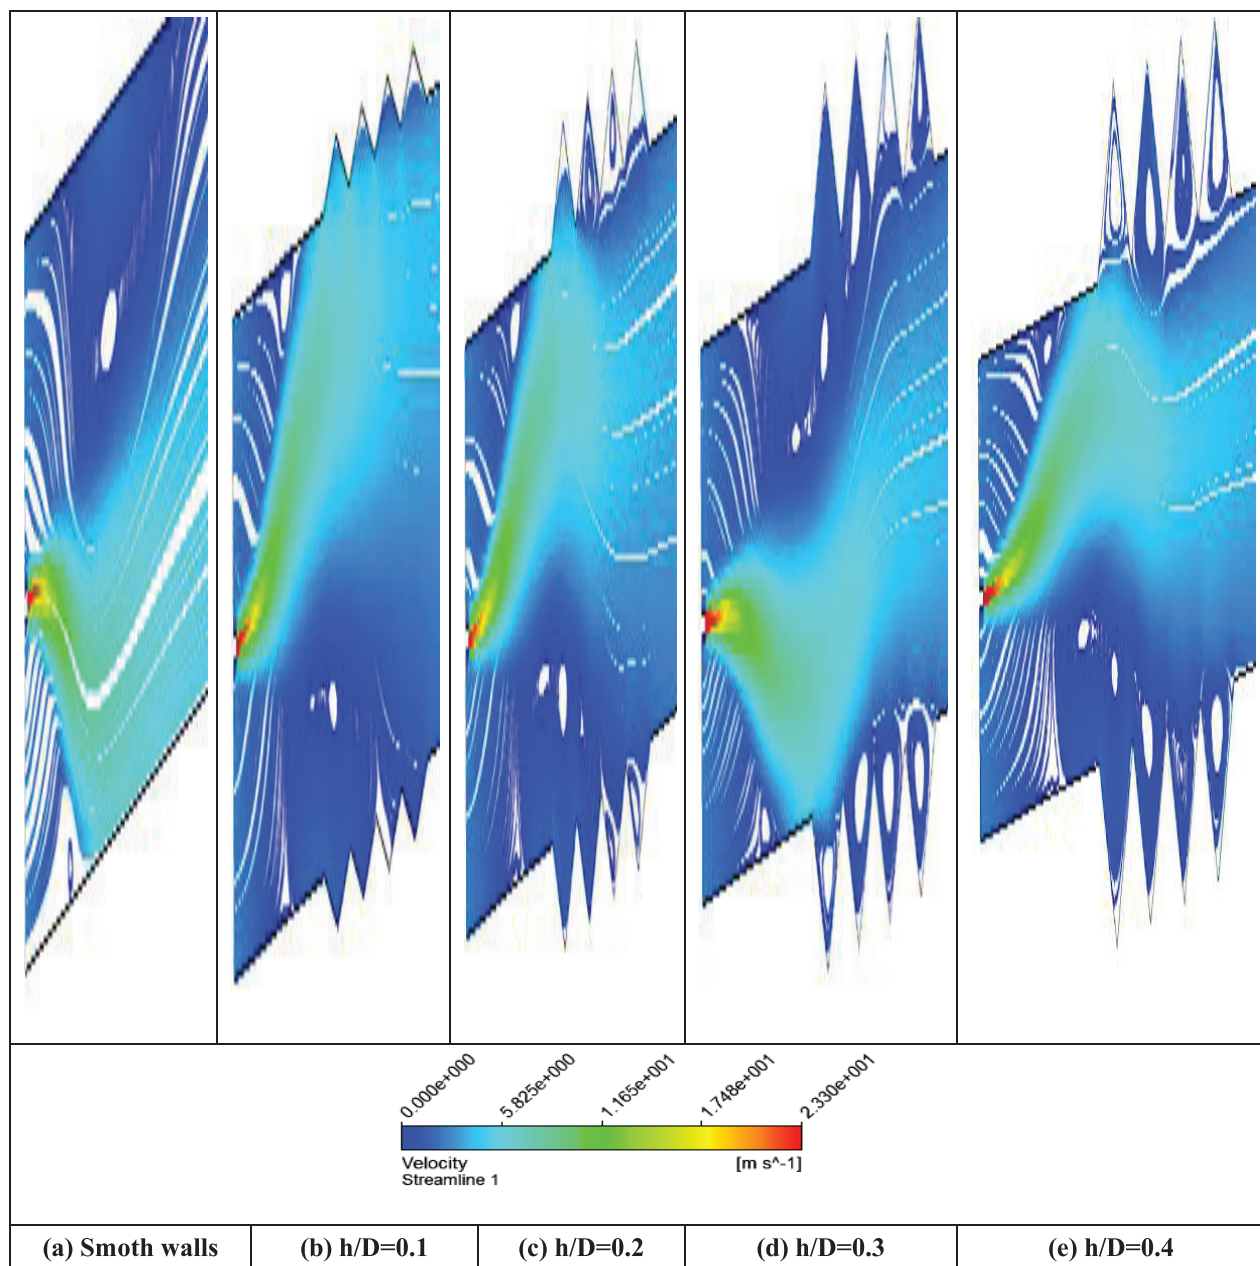 0.000e+000
5.825e+000
1.165e+001
1.748e+001
2.330e+001
Velocity
[m s^-1]
Streamline 1
(a) Smoth walls
(b) h/D=0.1
(c) h/D=0.2
(d) h/D=0.3
(e) h/D=0.4